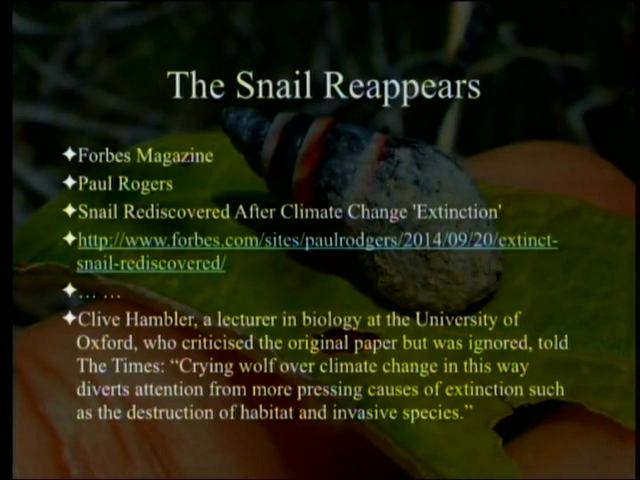 The Snail Reappears
✦Forbes Magazine
✦Paul Rogers
✦Snail Rediscovered After Climate Change 'Extinction'
✦http://www.forbes.com/sites/paulrodgers/2014/09/20/extinct-
snail-rediscovered/
✦… …
✦Clive Hambler, a lecturer in biology at the University of
Oxford, who criticised the original paper but was ignored, told
The Times: “Crying wolf over climate change in this way
diverts attention from more pressing causes of extinction such
as the destruction of habitat and invasive species.”